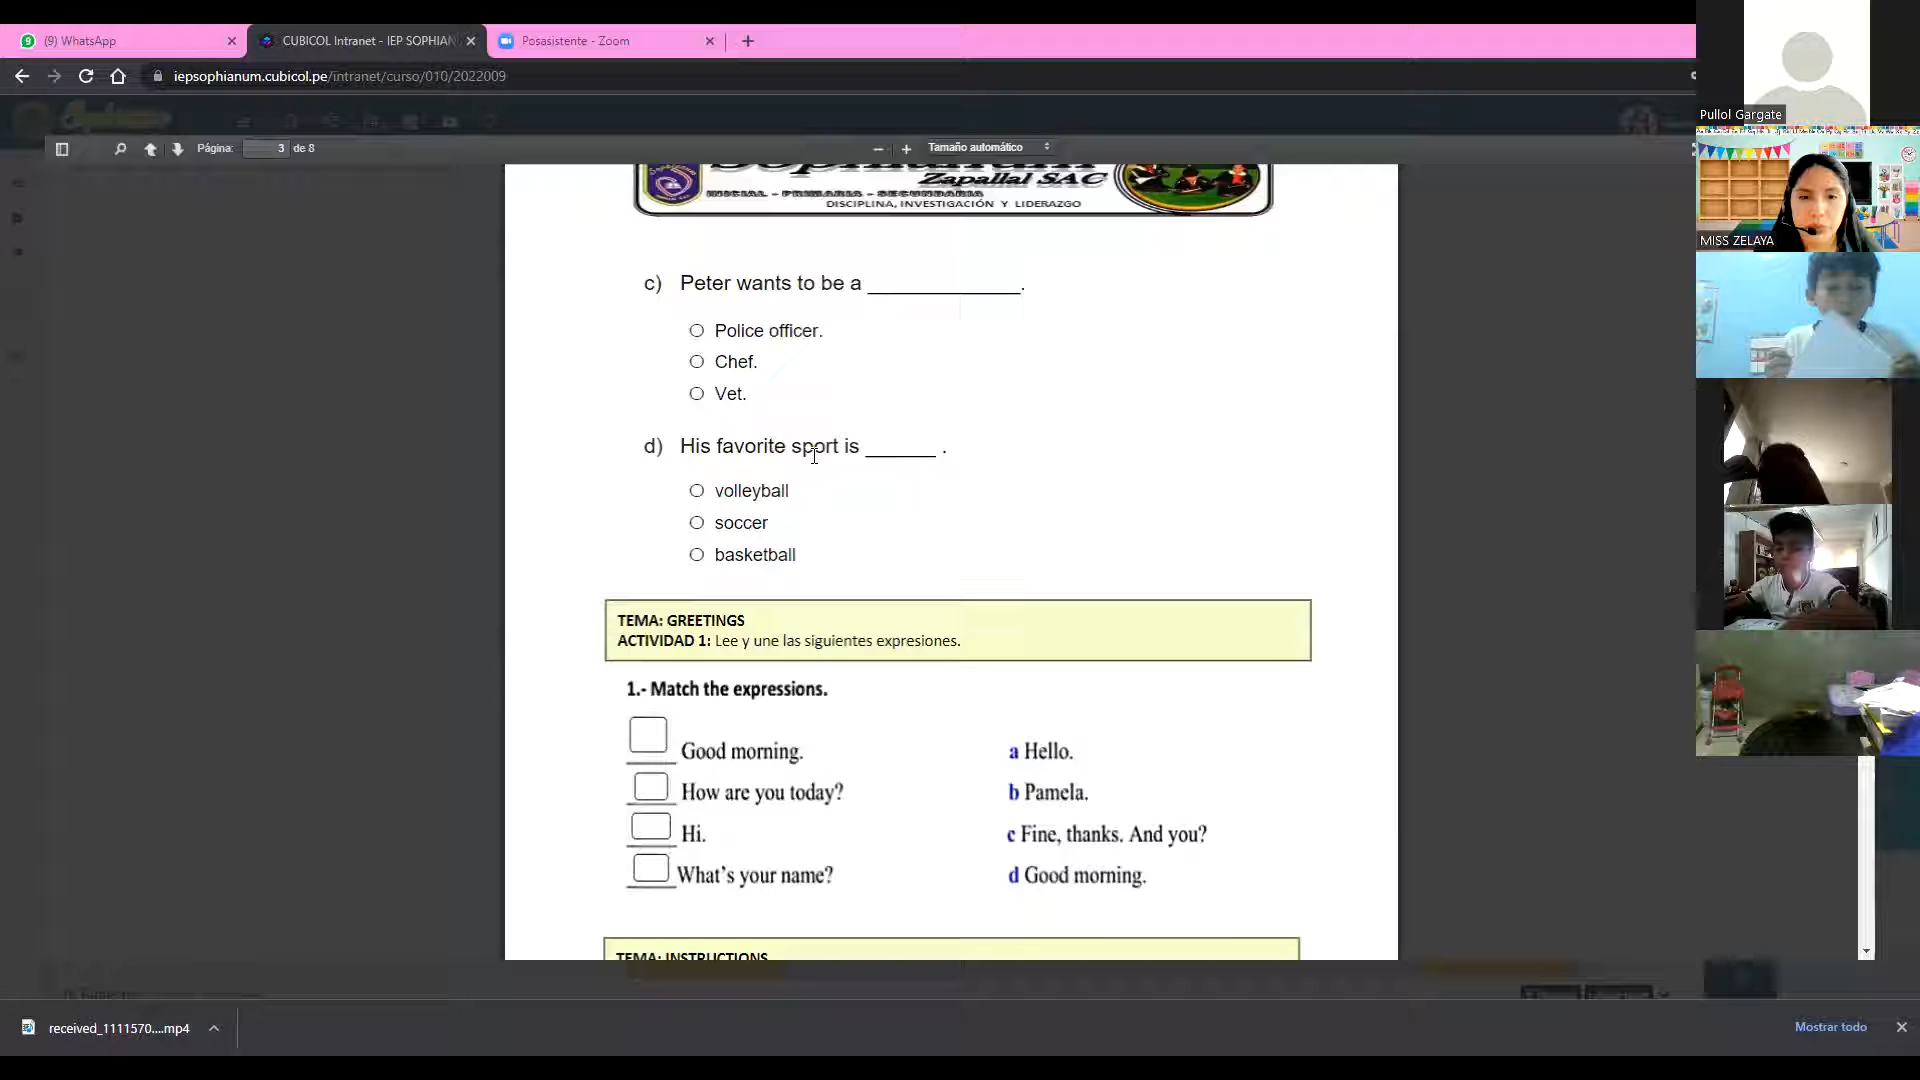 (9) WhatsApp
CUBICOL Intranet - IEP SOPHIAN
Posasistente - Zoom
iepsophianum.cubicol.pe/intranet/curso/010/2022009
Página: 3 de 8
Tamaño automático
Zapallal SAC
INICIAL - PRIMARIA - SECUNDARIA
DISCIPLINA, INVESTIGACIÓN Y LIDERAZGO
c) Peter wants to be a ______________.
Police officer.
Chef.
Vet.
d) His favorite sport is ______ .
volleyball
soccer
basketball
TEMA: GREETINGS
ACTIVIDAD 1: Lee y une las siguientes expresiones.
1.- Match the expressions.
Good morning. a Hello.
How are you today? b Pamela.
Hi. c Fine, thanks. And you?
What's your name? d Good morning.
TEMA: INSTRUCTIONS
received_1111570....mp4
Mostrar todo
Pullol Gargate
MISS ZELAYA